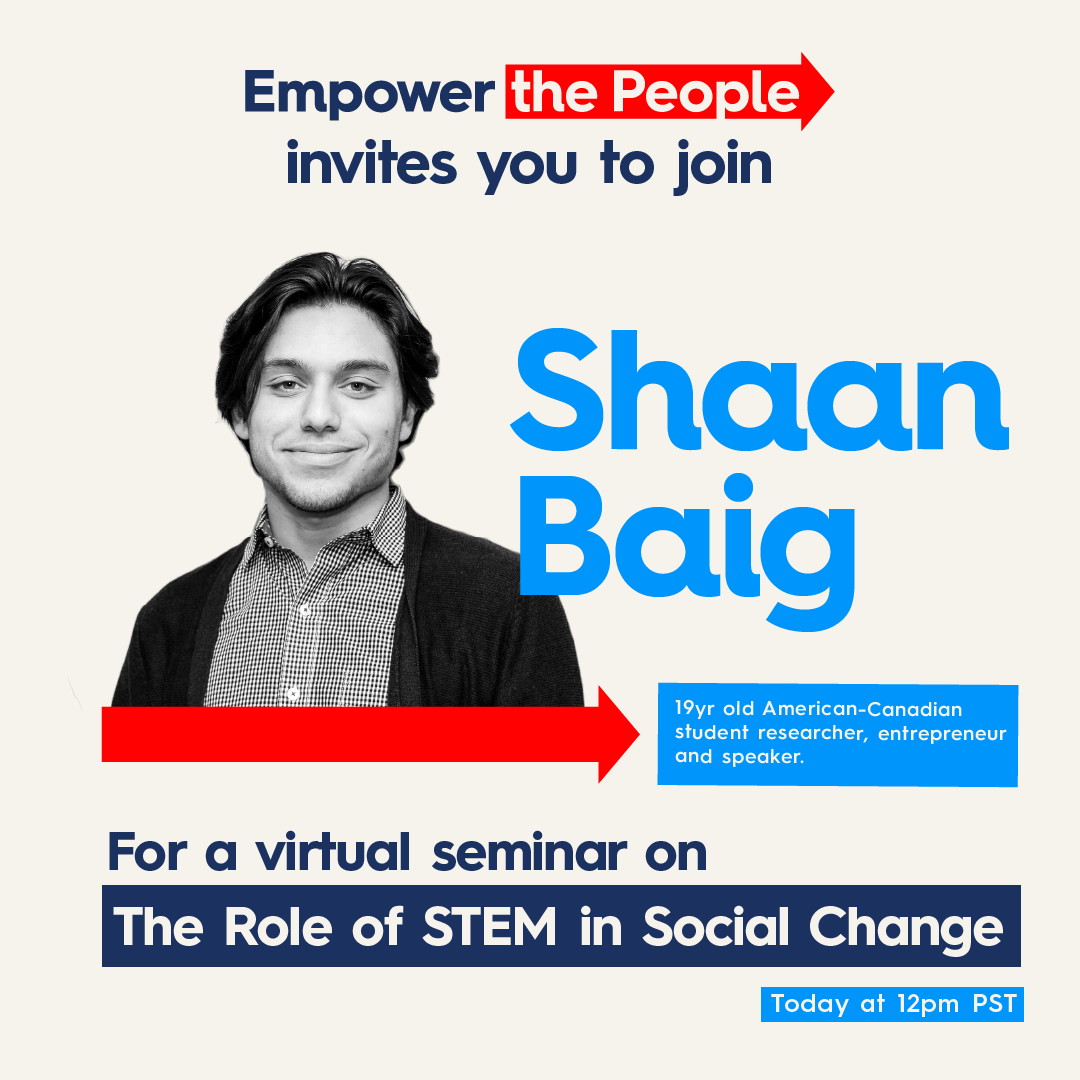 Empower the People
invites you to join
Shaan
Baig
19yr old American-Canadian
student researcher, entrepreneur
and speaker.
For a virtual seminar on
The Role of STEM in Social Change
Today at 12pm PST